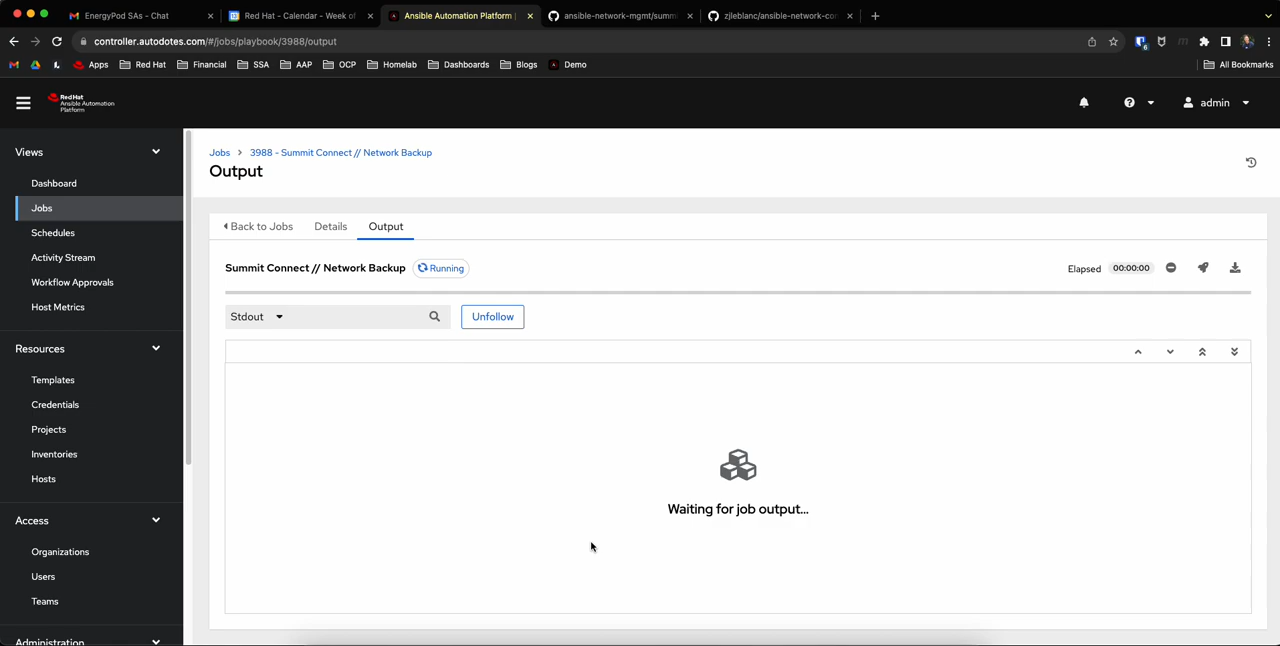 EnergyPod SAs - Chat
Red Hat - Calendar - Week of
Ansible Automation Platform |
ansible-network-mgmt/summ
zjleblanc/ansible-network-con
controller.autodotes.com/#/jobs/playbook/3988/output
Apps
Red Hat
Financial
SSA
AAP
OCP
Homelab
Dashboards
Blogs
Demo
All Bookmarks
Red Hat
Ansible Automation
Platform
admin
Views
Dashboard
Jobs
Schedules
Activity Stream
Workflow Approvals
Host Metrics
Resources
Templates
Credentials
Projects
Inventories
Hosts
Access
Organizations
Users
Teams
Administration
Jobs > 3988 - Summit Connect // Network Backup
Output
Back to Jobs
Details
Output
Summit Connect // Network Backup
Running
Elapsed 00:00:00
Stdout
Unfollow
Waiting for job output...